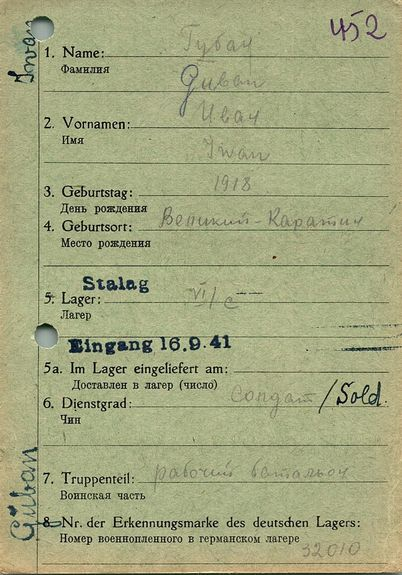 452
Iwan
1. Name: Губан
Фамилия
Guban
2. Vornamen: Иван
Имя
Iwan
3. Geburtstag: 1918
День рождения
4. Geburtsort: Великий-
Место рождения
Stalag
5. Lager: VI/C
Лагер
Eingang 16.9.41
5a. Im Lager eingeliefert am:
Доставлен в лагер (число)
6. Dienstgrad: Солдат /Sold.
Чин
7. Truppenteil: рабочий батальон
Воинская часть
8. Nr. der Erkennungsmarke des deutschen Lagers:
Номер военнопленного в германском лагере
32010
Guban